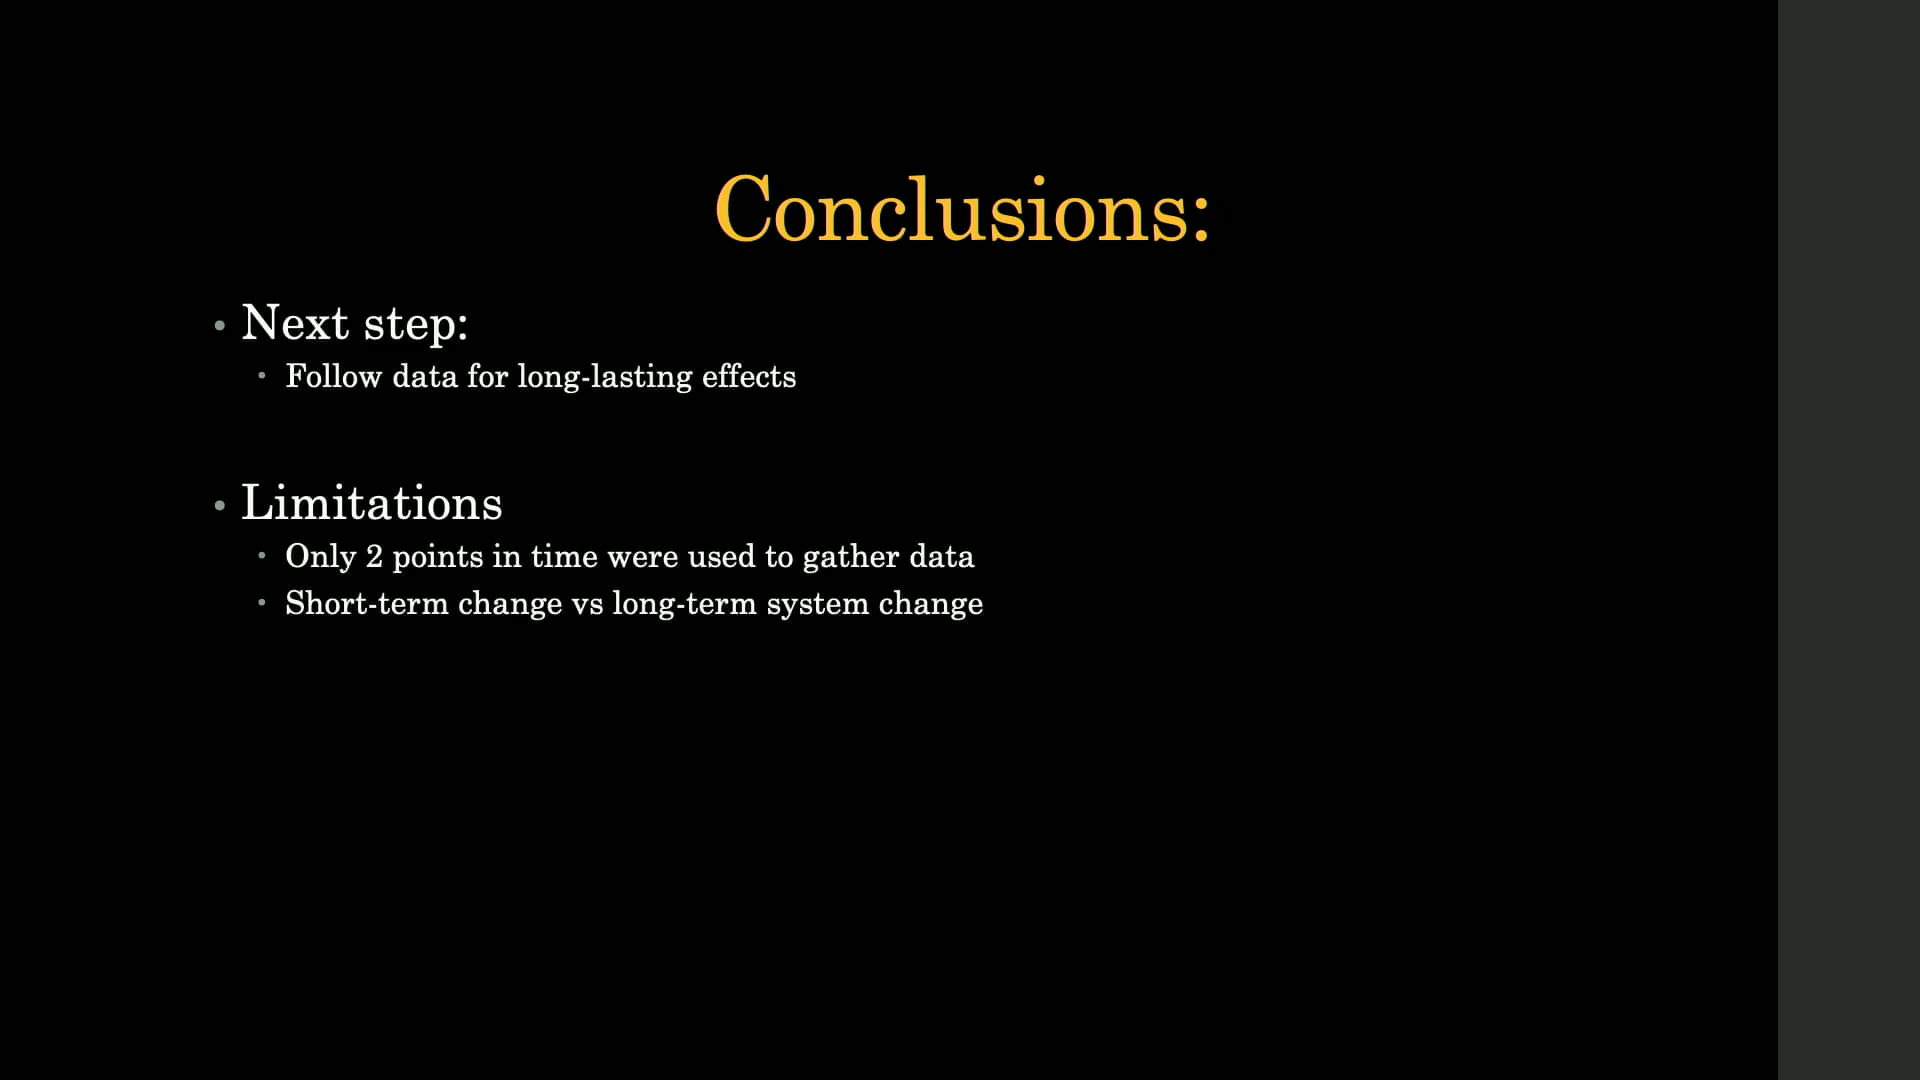 Conclusions:
• Next step:
• Follow data for long-lasting effects
• Limitations
• Only 2 points in time were used to gather data
• Short-term change vs long-term system change